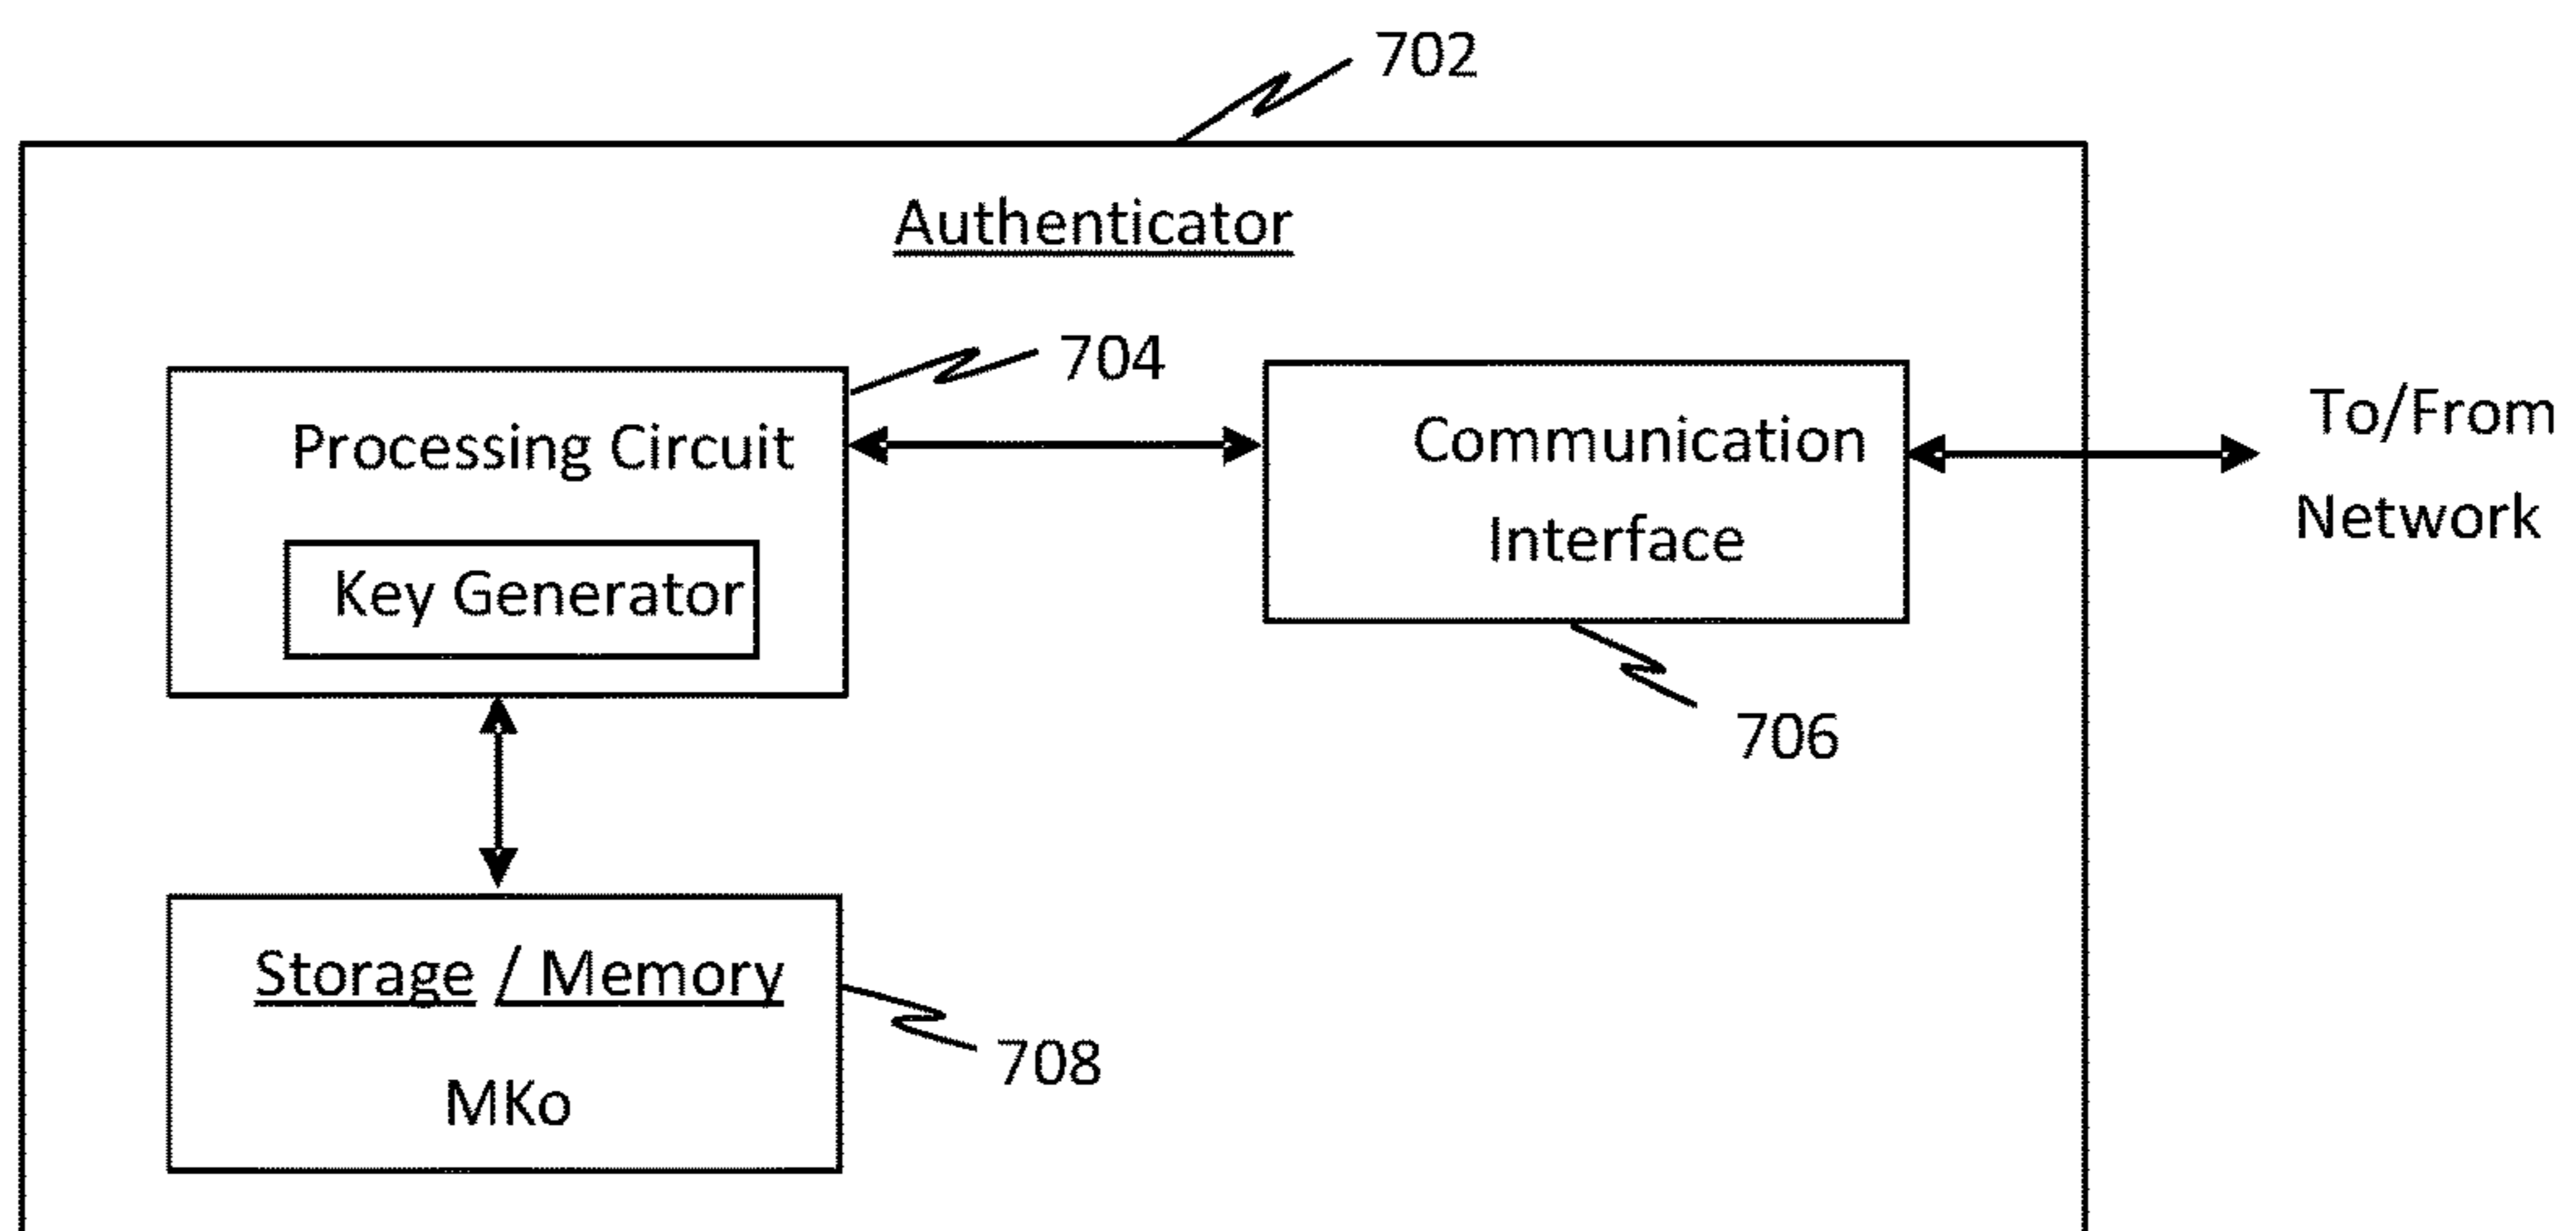 702
Authenticator
704
Processing Circuit
Key Generator
Communication
Interface
To/From
Network
706
Storage / Memory
MKo
708